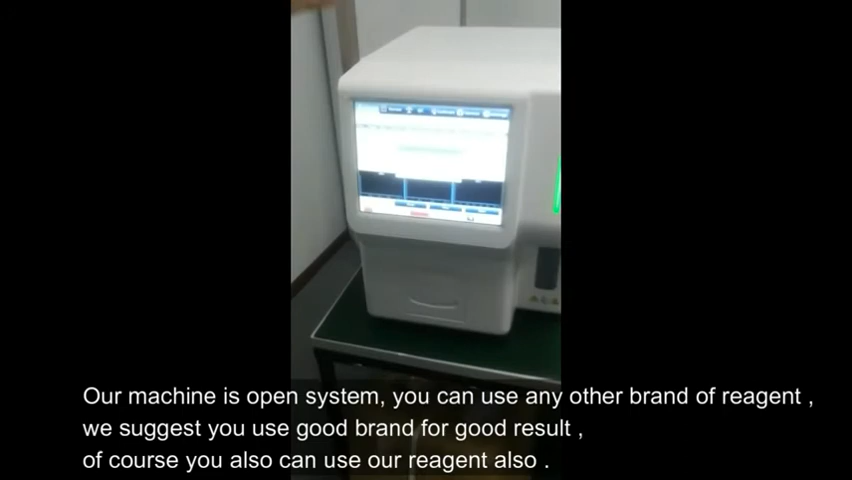 Our machine is open system, you can use any other brand of reagent ,
we suggest you use good brand for good result ,
of course you also can use our reagent also .